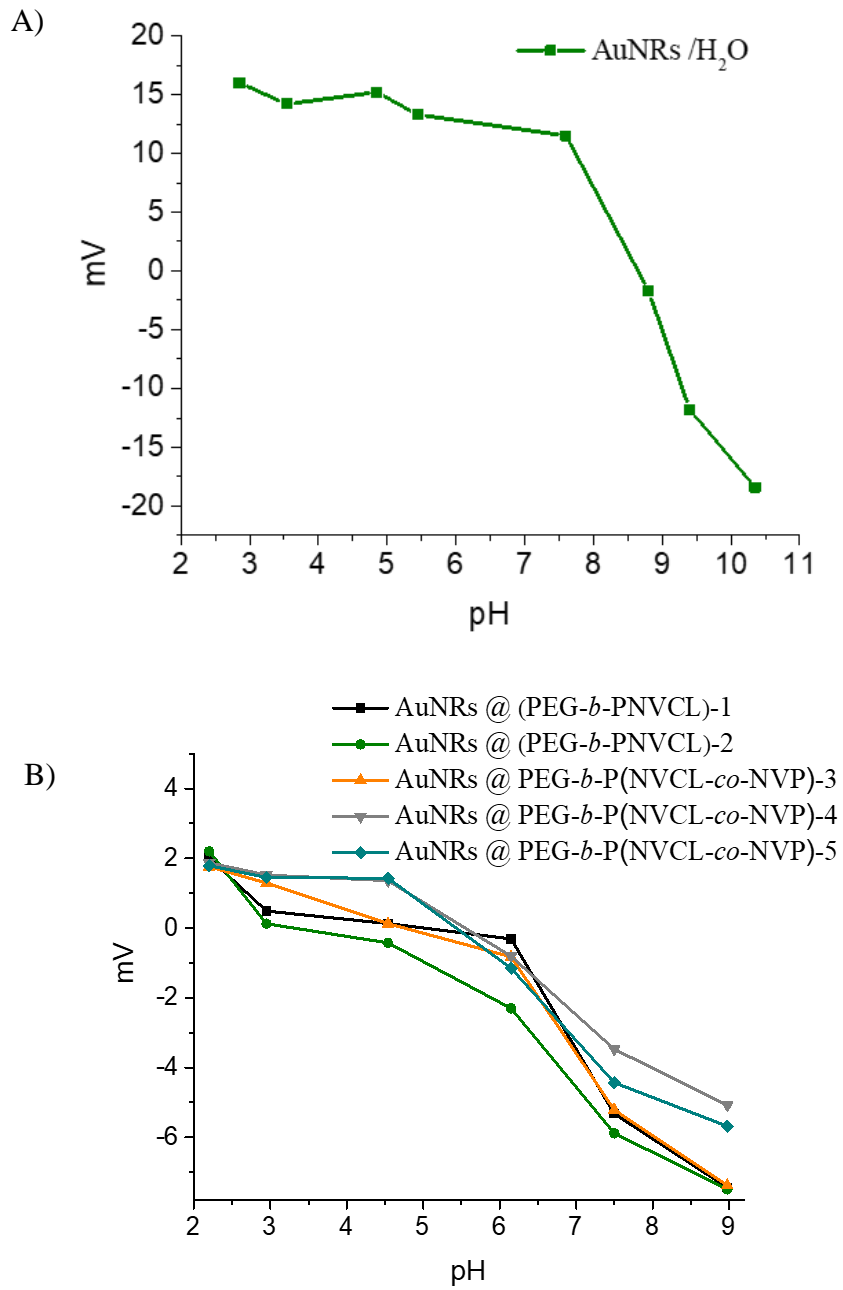 A)
AuNRs /H₂O
20
15
10
5
0
-5
-10
-15
-20
mV
2 3 4 5 6 7 8 9 10 11
pH
B)
AuNRs @ (PEG-b-PNVCL)-1
AuNRs @ (PEG-b-PNVCL)-2
AuNRs @ PEG-b-P(NVCL-co-NVP)-3
AuNRs @ PEG-b-P(NVCL-co-NVP)-4
AuNRs @ PEG-b-P(NVCL-co-NVP)-5
4
2
0
-2
-4
-6
mV
2 3 4 5 6 7 8 9
pH